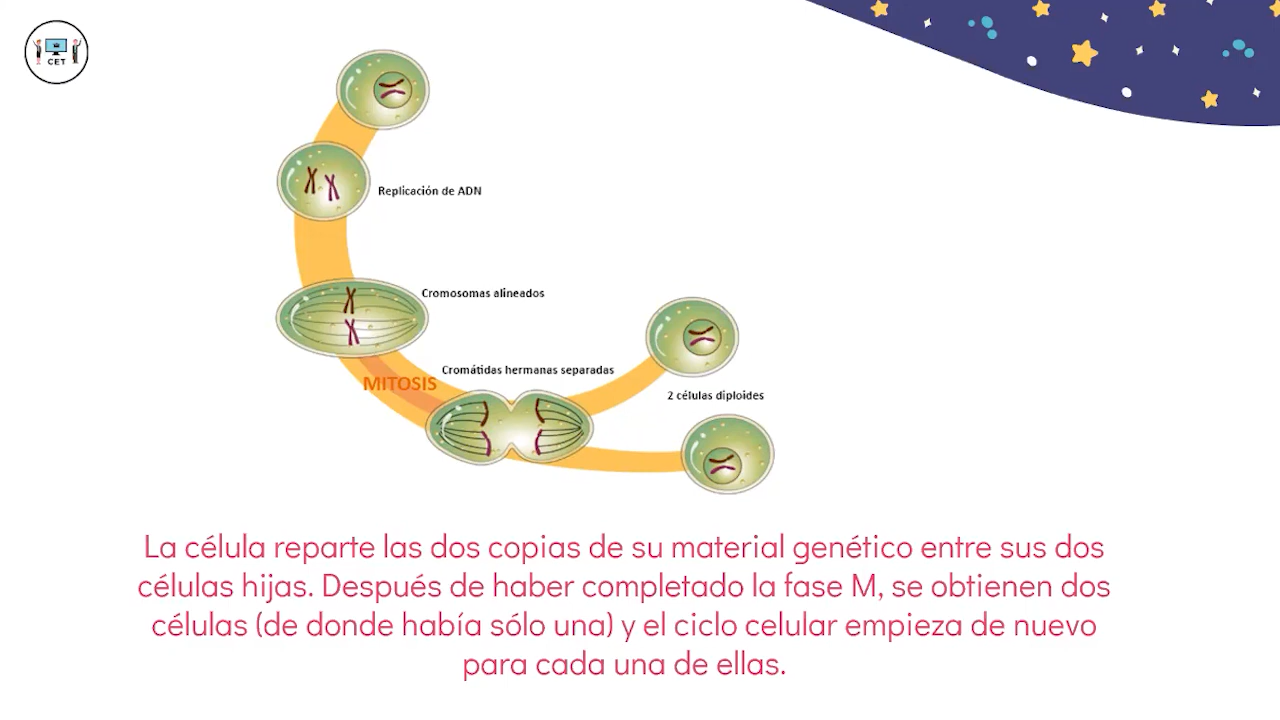 CET
Replicación de ADN
Cromosomas alineados
Cromátidas hermanas separadas
MITOSIS
2 células diploides
La célula reparte las dos copias de su material genético entre sus dos
células hijas. Después de haber completado la fase M, se obtienen dos
células (de donde había sólo una) y el ciclo celular empieza de nuevo
para cada una de ellas.